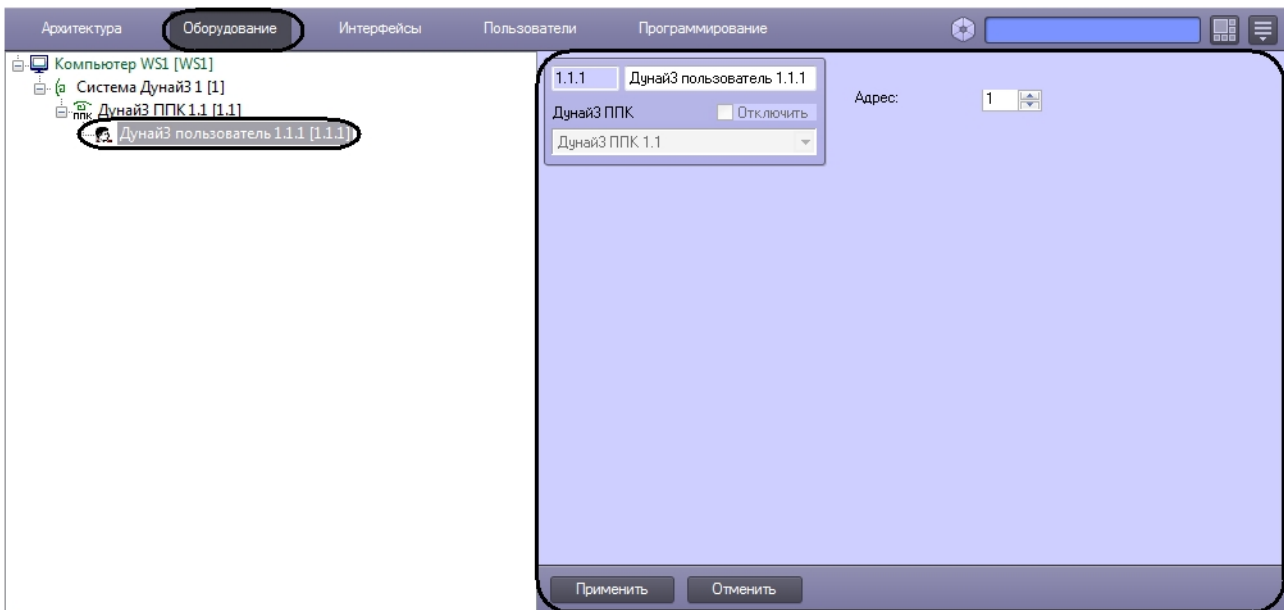 Архитектура Оборудование Интерфейсы Пользователи Программирование
Компьютер WS1 [WS1]
Система Дунай3 1 [1]
ппк Дунай3 ППК 1.1 [1.1]
Дунай3 пользователь 1.1.1 [1.1.1]
1.1.1 Дунай3 пользователь 1.1.1
Адрес: 1
Дунай3 ППК Отключить
Дунай3 ППК 1.1
Применить Отменить